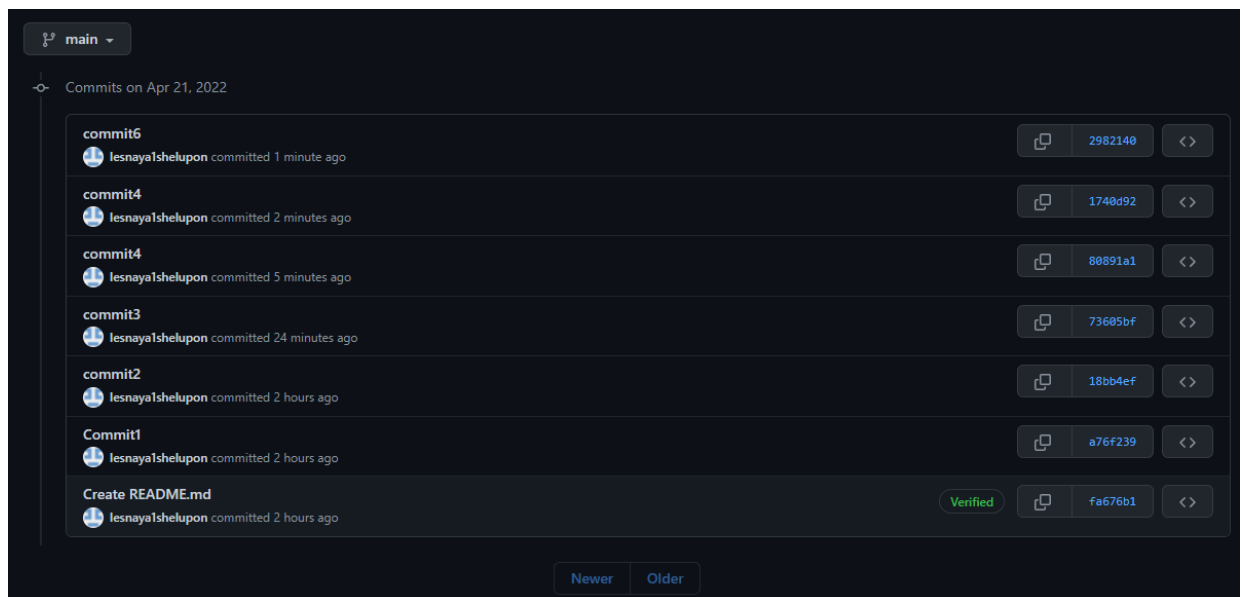 main
Commits on Apr 21, 2022
commit6
2982140
lesnaya1shelupon committed 1 minute ago
commit4
1740d92
lesnaya1shelupon committed 2 minutes ago
commit4
80891a1
lesnaya1shelupon committed 5 minutes ago
commit3
73605bf
lesnaya1shelupon committed 24 minutes ago
commit2
18bb4ef
lesnaya1shelupon committed 2 hours ago
Commit1
a76f239
lesnaya1shelupon committed 2 hours ago
Create README.md
Verified fa676b1
lesnaya1shelupon committed 2 hours ago
Newer Older